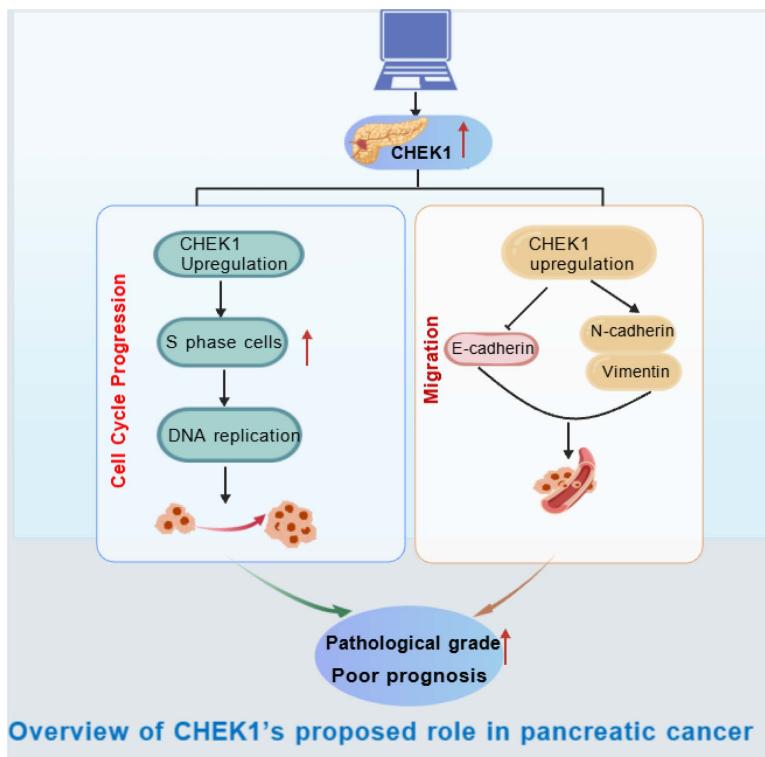 CHEK1
Cell Cycle Progression
CHEK1
Upregulation
S phase cells
DNA replication
Migration
CHEK1
upregulation
E-cadherin
N-cadherin
Vimentin
Pathological grade
Poor prognosis
Overview of CHEK1's proposed role in pancreatic cancer